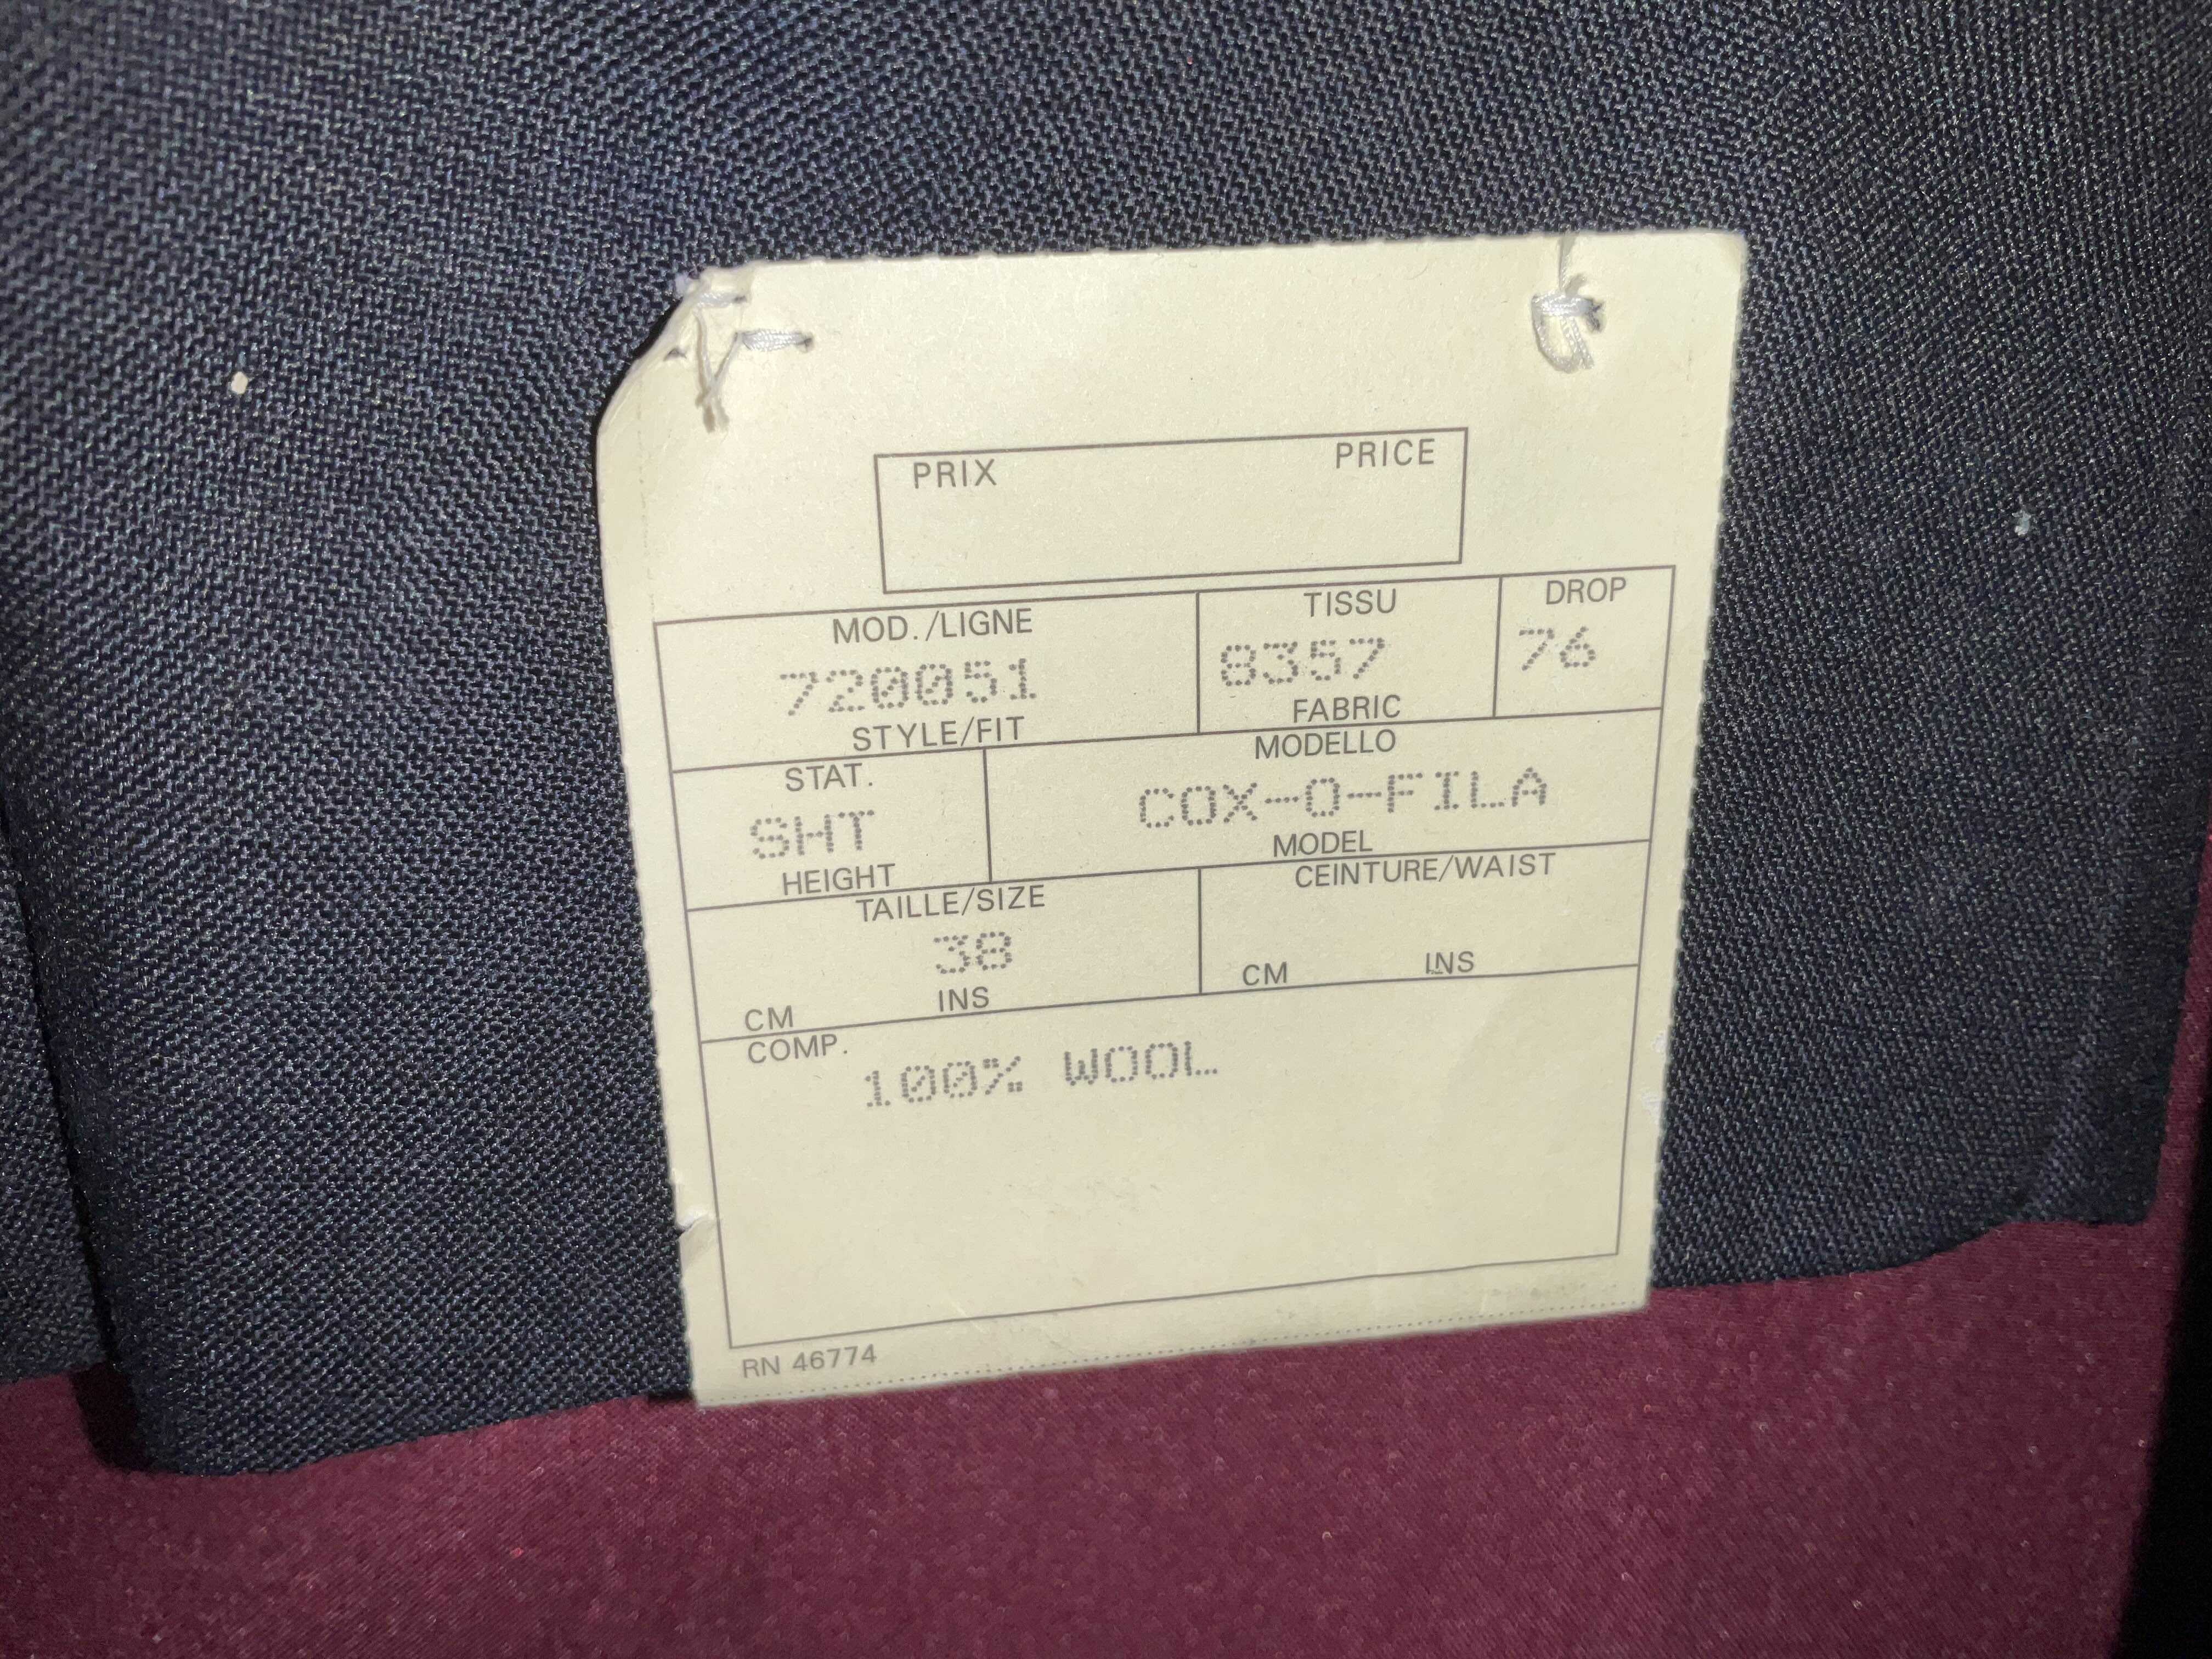 PRIX PRICE
MOD./LIGNE TISSU DROP
720051 8357 76
STYLE/FIT FABRIC
STAT. MODELLO
SHT COX-O-FILA
HEIGHT MODEL
TAILLE/SIZE CEINTURE/WAIST
38
CM INS CM INS
COMP. 100% WOOL
RN 46774